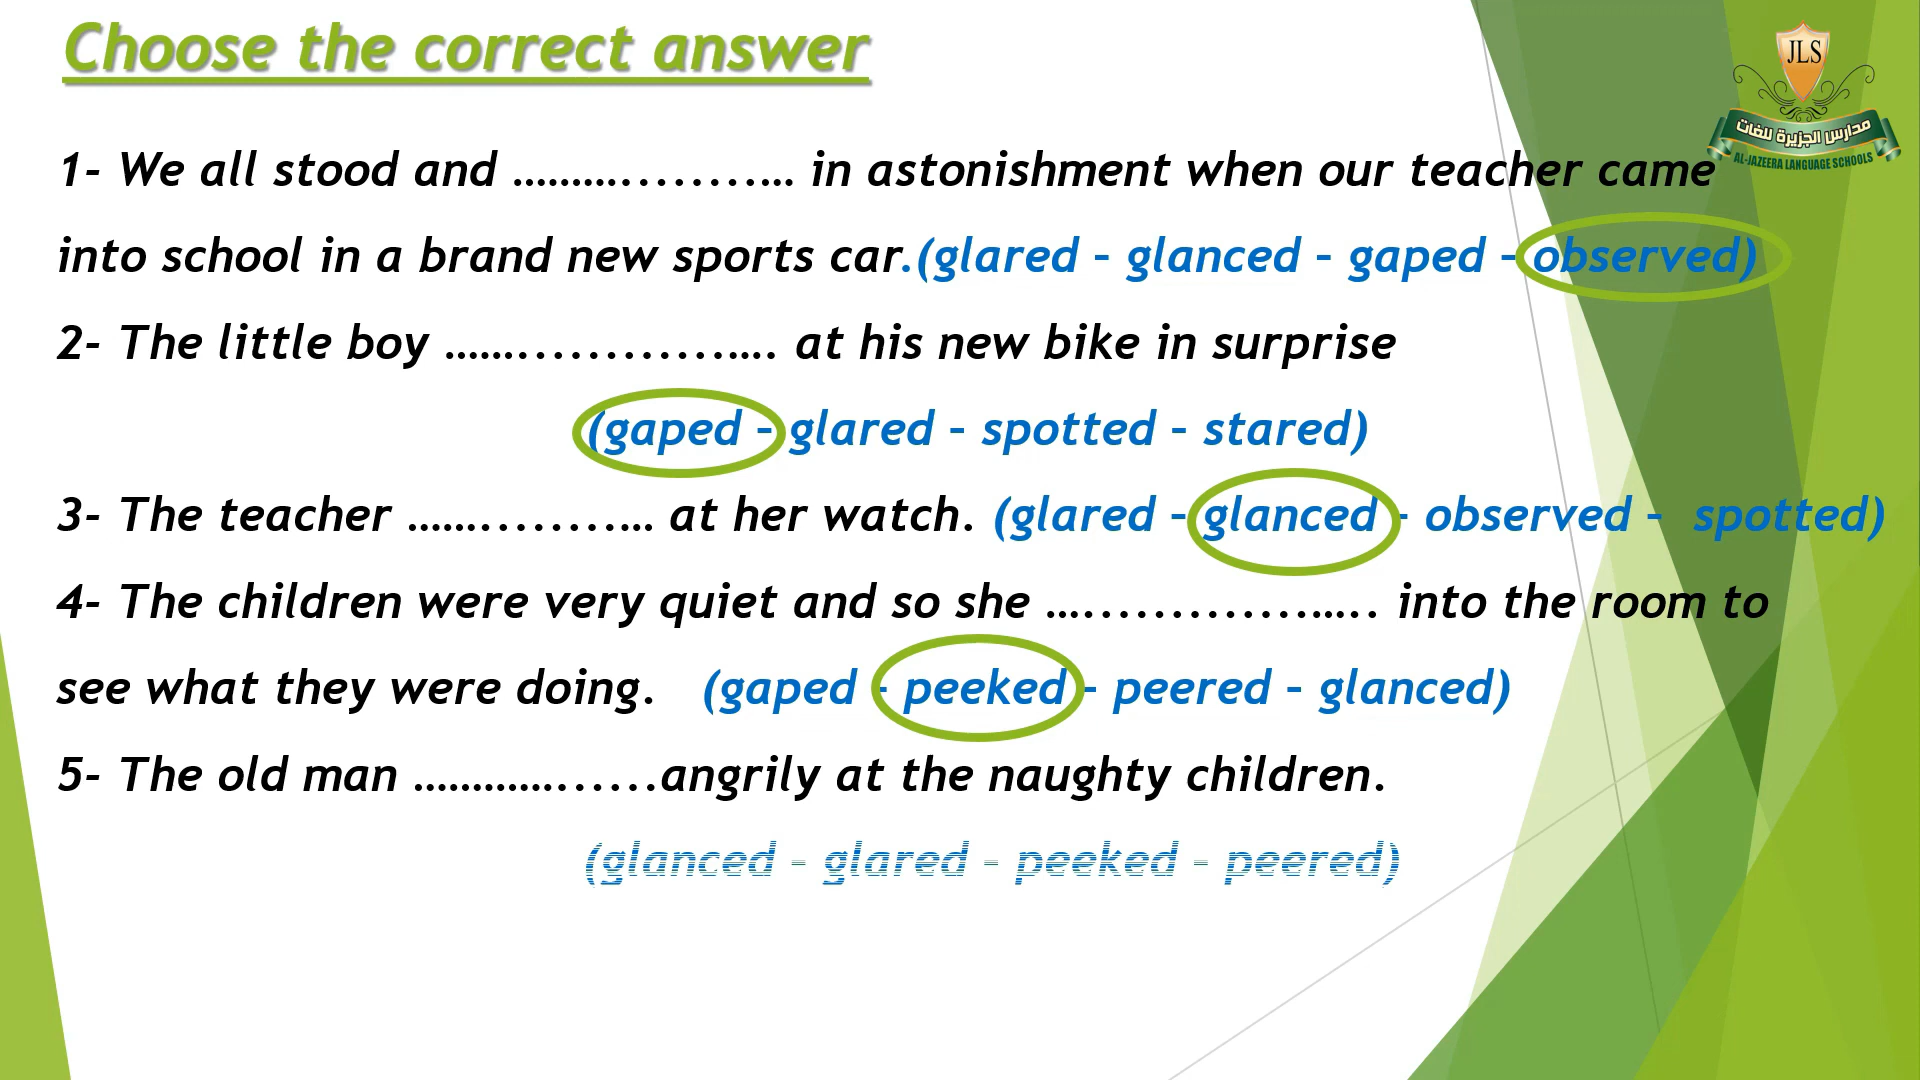 Choose the correct answer
JLS
مدارس الجزيرة للغات
AL-JAZEERA LANGUAGE SCHOOLS
1- We all stood and ……………......… in astonishment when our teacher came
into school in a brand new sports car.(glared – glanced – gaped – observed)
2- The little boy ……............…. at his new bike in surprise
(gaped – glared – spotted – stared)
3- The teacher ……........… at her watch. (glared – glanced – observed – spotted)
4- The children were very quiet and so she …..............….. into the room to
see what they were doing. (gaped – peeked – peered – glanced)
5- The old man …………......angrily at the naughty children.
(glanced – glared – peeked – peered)